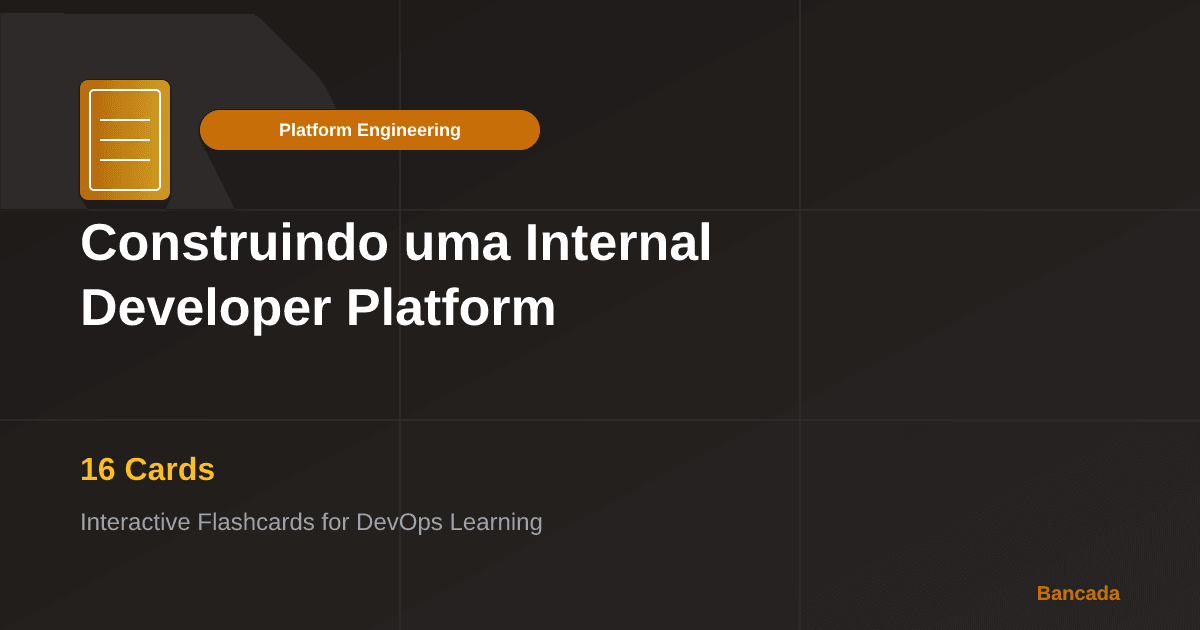 Platform Engineering
Construindo uma Internal
Developer Platform
16 Cards
Interactive Flashcards for DevOps Learning
Bancada